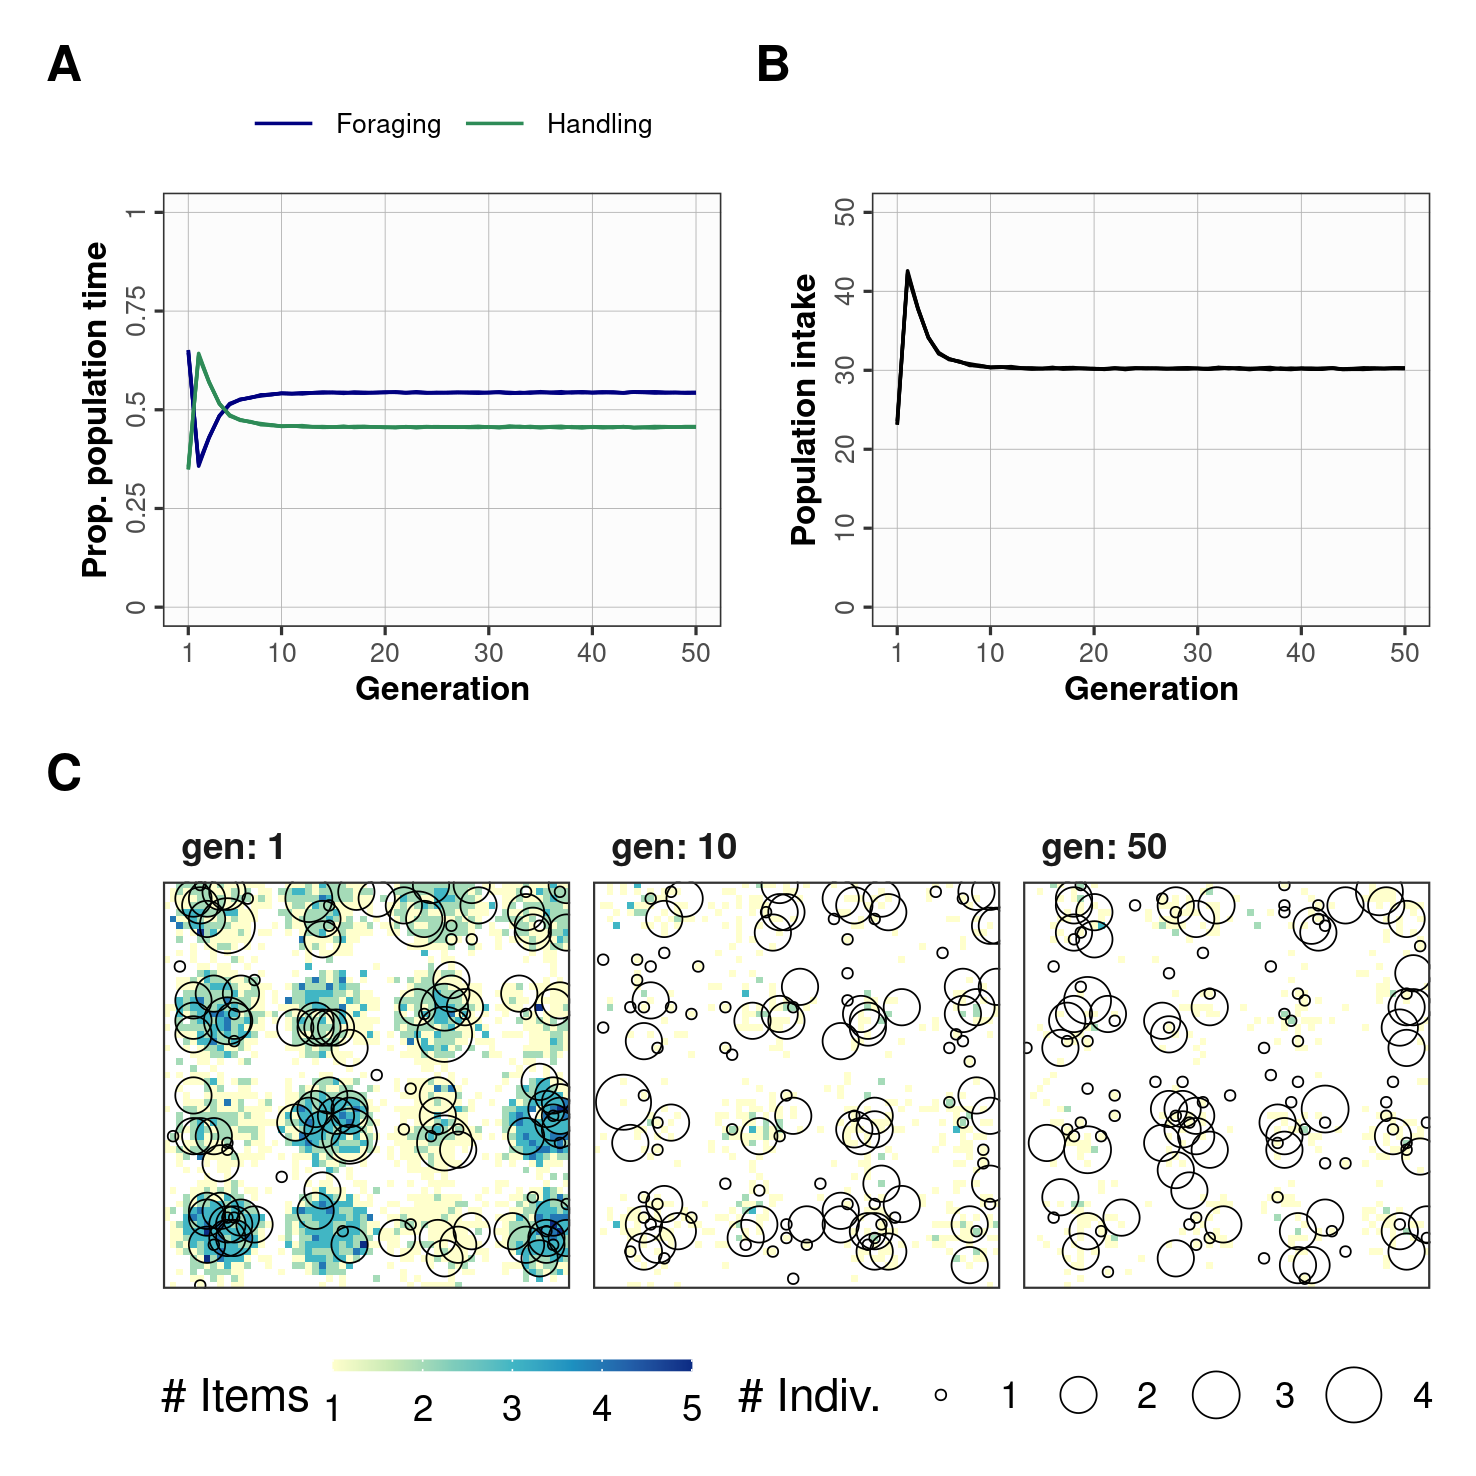 A
B
Foraging Handling
Prop. population time
1
0.75
0.5
0.25
0
1 10 20 30 40 50
Generation
Population intake
50
40
30
20
10
0
1 10 20 30 40 50
Generation
C
gen: 1
gen: 10
gen: 50
# Items 1 2 3 4 5
# Indiv. 1 2 3 4